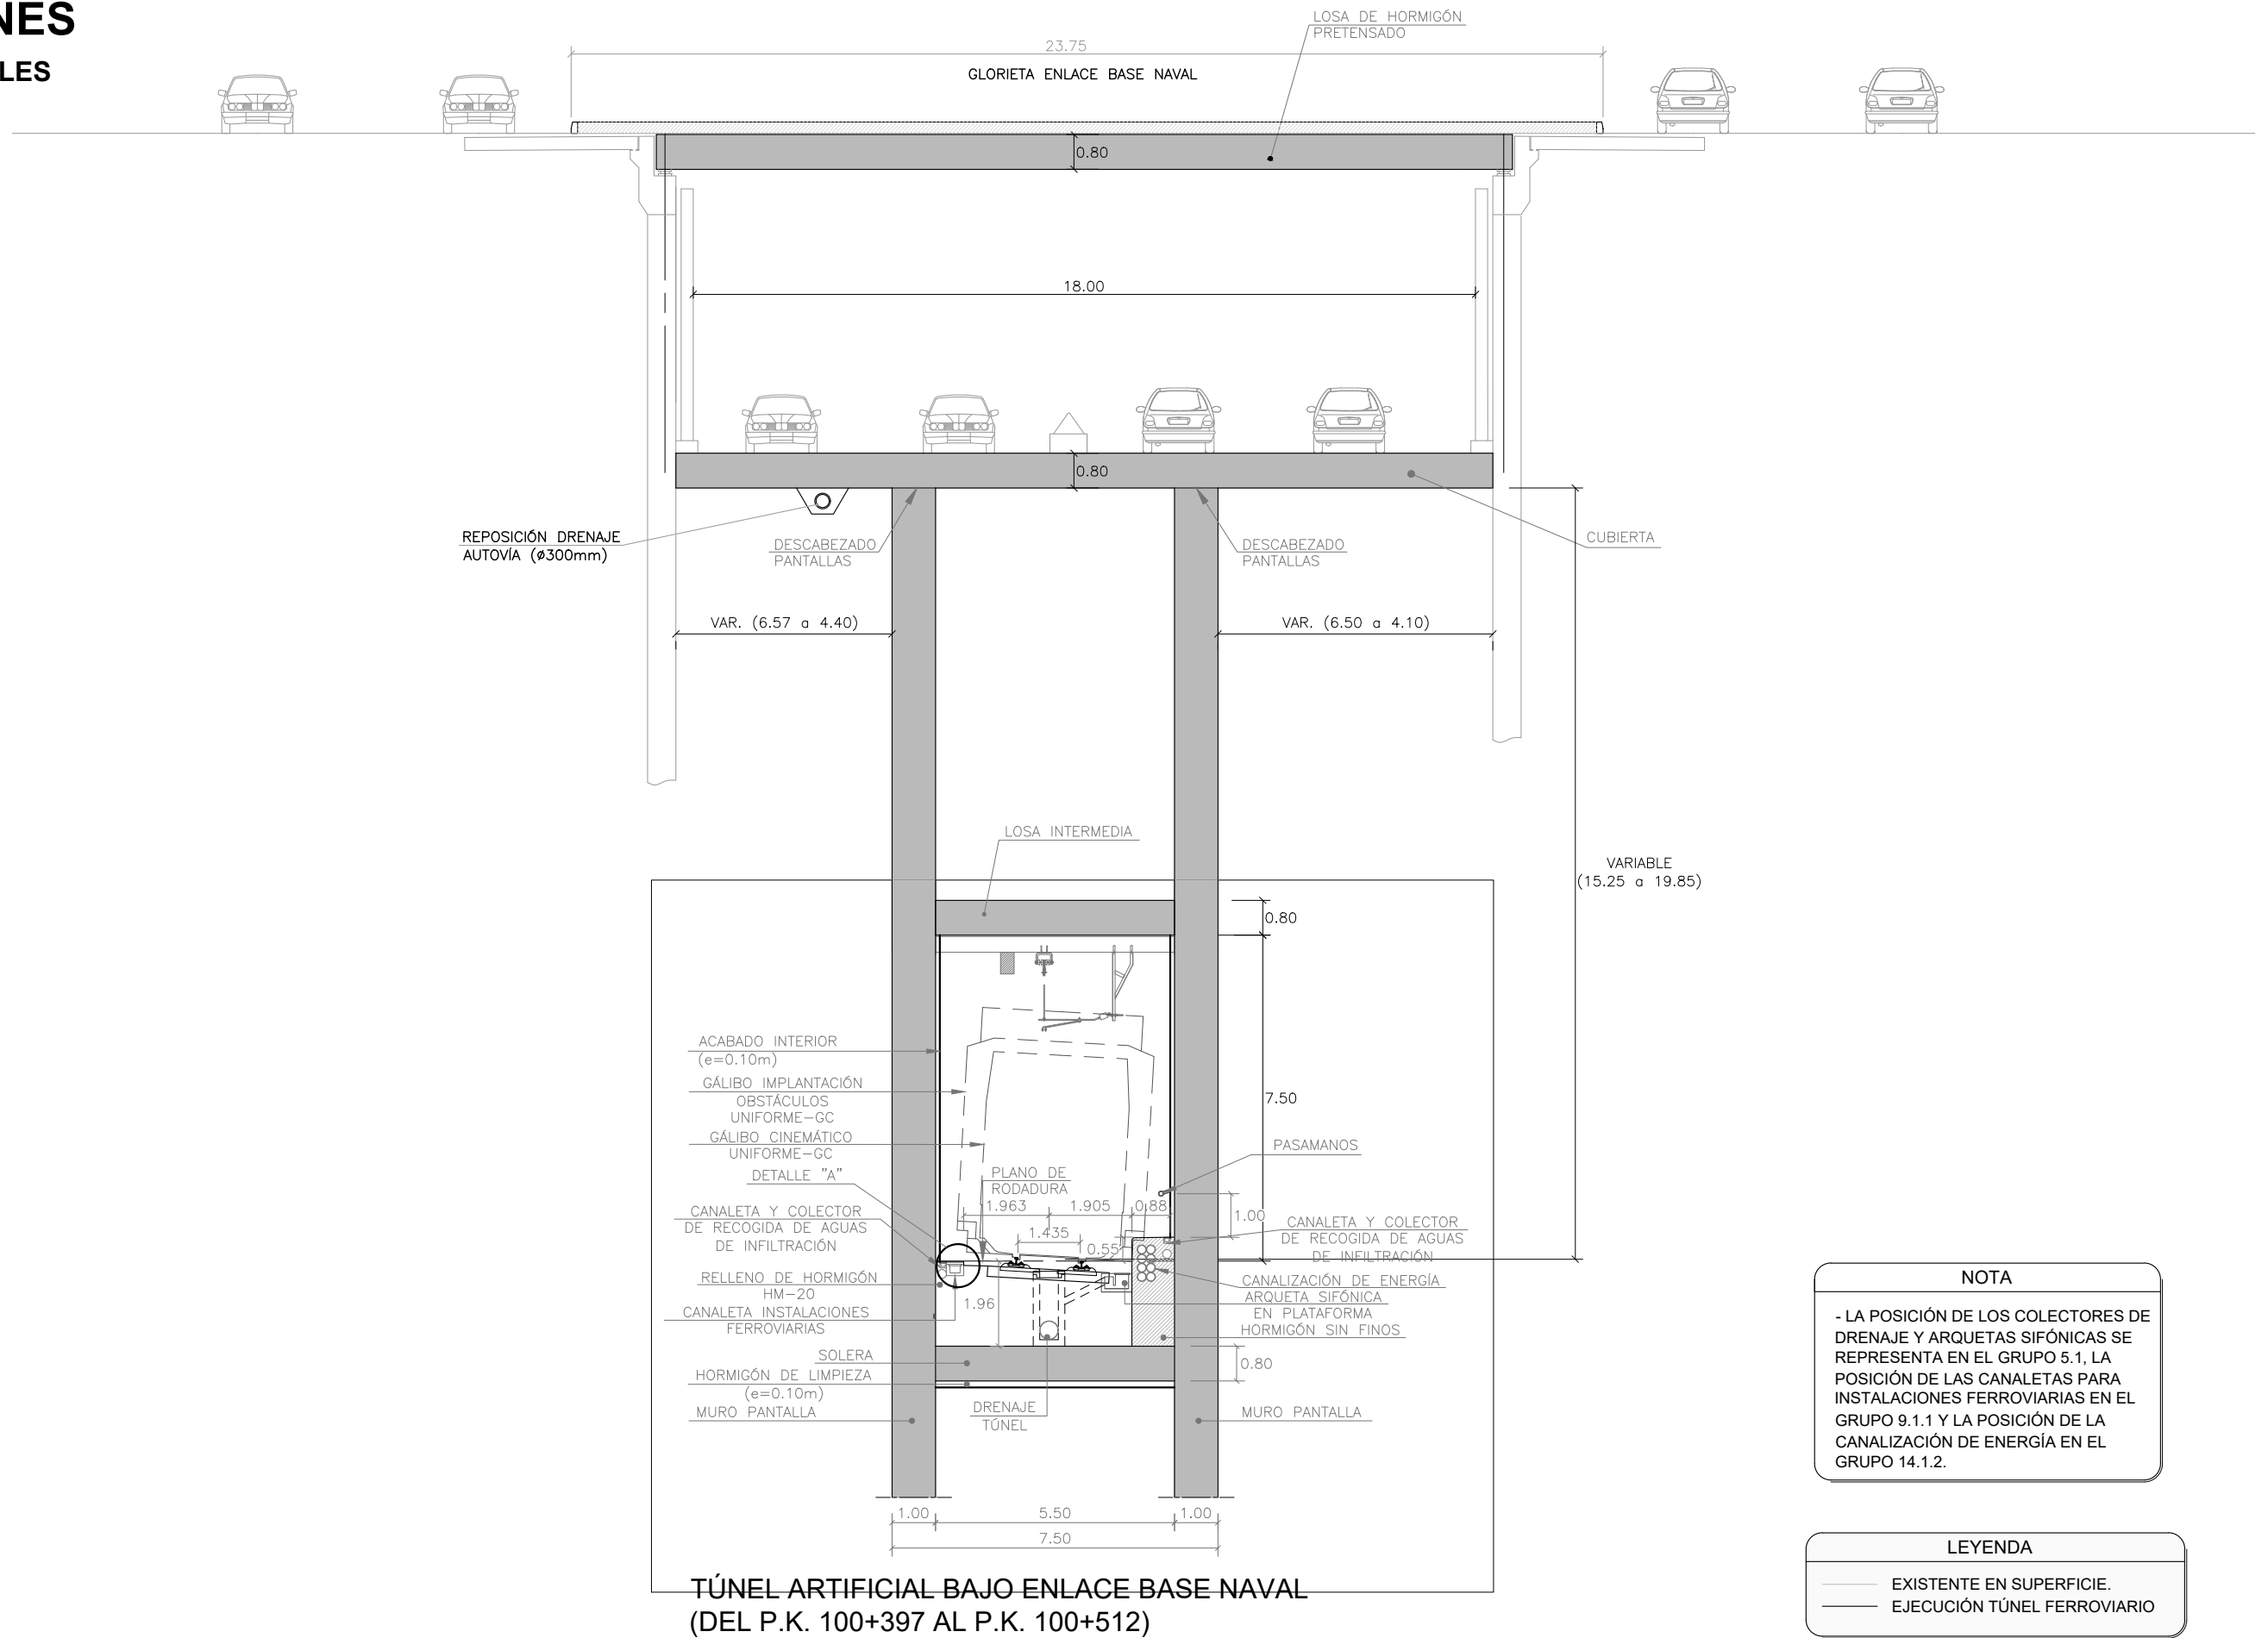 NES
LES
LOSA DE HORMIGÓN
PRETENSADO
23.75
GLORIETA ENLACE BASE NAVAL
0.80
18.00
0.80
REPOSICIÓN DRENAJE
AUTOVÍA (ø300mm)
DESCABEZADO
PANTALLAS
DESCABEZADO
PANTALLAS
CUBIERTA
VAR. (6.57 a 4.40)
VAR. (6.50 a 4.10)
LOSA INTERMEDIA
VARIABLE
(15.25 a 19.85)
0.80
ACABADO INTERIOR
(e=0.10m)
GÁLIBO IMPLANTACIÓN
OBSTÁCULOS
UNIFORME-GC
GÁLIBO CINEMÁTICO
UNIFORME-GC
DETALLE "A"
CANALETA Y COLECTOR
DE RECOGIDA DE AGUAS
DE INFILTRACIÓN
RELLENO DE HORMIGÓN
HM-20
CANALETA INSTALACIONES
FERROVIARIAS
SOLERA
HORMIGÓN DE LIMPIEZA
(e=0.10m)
MURO PANTALLA
PLANO DE
RODADURA
1.963
1.905
0.88
1.435
0.55
1.96
DRENAJE
TÚNEL
7.50
PASAMANOS
1.00
CANALETA Y COLECTOR
DE RECOGIDA DE AGUAS
DE INFILTRACIÓN
CANALIZACIÓN DE ENERGÍA
ARQUETA SIFÓNICA
EN PLATAFORMA
HORMIGÓN SIN FINOS
0.80
MURO PANTALLA
1.00
5.50
1.00
7.50
TÚNEL ARTIFICIAL BAJO ENLACE BASE NAVAL
(DEL P.K. 100+397 AL P.K. 100+512)
NOTA
- LA POSICIÓN DE LOS COLECTORES DE
DRENAJE Y ARQUETAS SIFÓNICAS SE
REPRESENTA EN EL GRUPO 5.1, LA
POSICIÓN DE LAS CANALETAS PARA
INSTALACIONES FERROVIARIAS EN EL
GRUPO 9.1.1 Y LA POSICIÓN DE LA
CANALIZACIÓN DE ENERGÍA EN EL
GRUPO 14.1.2.
LEYENDA
EXISTENTE EN SUPERFICIE.
EJECUCIÓN TÚNEL FERROVIARIO